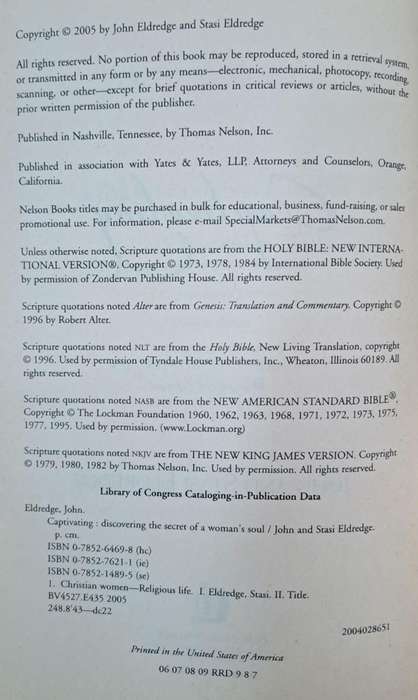 Copyright © 2005 by John Eldredge and Stasi Eldredge
All rights reserved. No portion of this book may be reproduced, stored in a retrieval system,
or transmitted in any form or by any means—electronic, mechanical, photocopy, recording,
scanning, or other—except for brief quotations in critical reviews or articles, without the
prior written permission of the publisher.
Published in Nashville, Tennessee, by Thomas Nelson, Inc.
Published in association with Yates & Yates, LLP, Attorneys and Counselors, Orange,
California.
Nelson Books titles may be purchased in bulk for educational, business, fund-raising, or sales
promotional use. For information, please e-mail SpecialMarkets@ThomasNelson.com.
Unless otherwise noted, Scripture quotations are from the HOLY BIBLE: NEW INTERNA-
TIONAL VERSION®. Copyright © 1973, 1978, 1984 by International Bible Society. Used
by permission of Zondervan Publishing House. All rights reserved.
Scripture quotations noted Alter are from Genesis: Translation and Commentary. Copyright ©
1996 by Robert Alter.
Scripture quotations noted NLT are from the Holy Bible, New Living Translation, copyright
© 1996. Used by permission of Tyndale House Publishers, Inc., Wheaton, Illinois 60189. All
rights reserved.
Scripture quotations noted NASB are from the NEW AMERICAN STANDARD BIBLE®,
Copyright © The Lockman Foundation 1960, 1962, 1963, 1968, 1971, 1972, 1973, 1975,
1977, 1995. Used by permission. (www.Lockman.org)
Scripture quotations noted NKJV are from THE NEW KING JAMES VERSION. Copyright
© 1979, 1980, 1982 by Thomas Nelson, Inc. Used by permission. All rights reserved.
Library of Congress Cataloging-in-Publication Data
Eldredge, John.
Captivating : discovering the secret of a woman's soul / John and Stasi Eldredge.
p. cm.
ISBN 0-7852-6469-8 (hc)
ISBN 0-7852-7621-1 (ie)
ISBN 0-7852-1489-5 (se)
1. Christian women—Religious life. I. Eldredge, Stasi. II. Title.
BV4527.E435 2005
248.8'43—dc22
2004028651
Printed in the United States of America
06 07 08 09 RRD 9 8 7